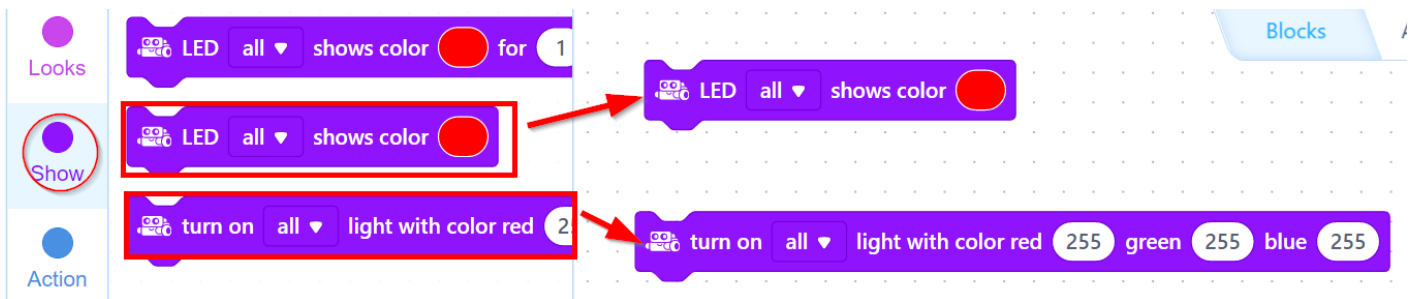 Looks
Show
Action
LED all ▼ shows color for 1
LED all ▼ shows color
turn on all ▼ light with color red
Blocks
LED all ▼ shows color
turn on all ▼ light with color red 255 green 255 blue 255